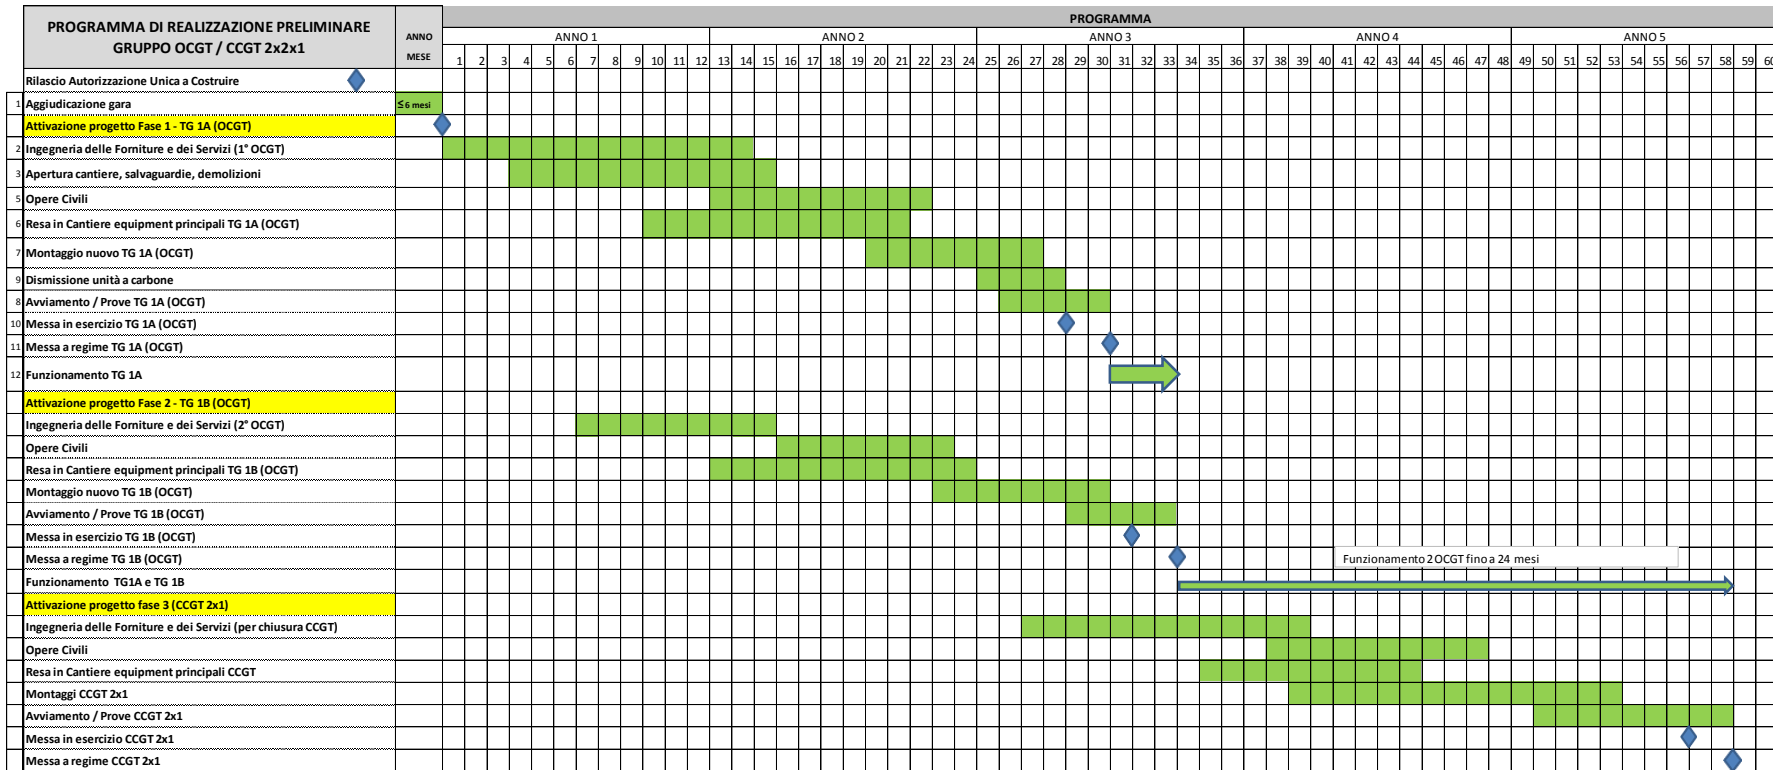 PROGRAMMA DI REALIZZAZIONE PRELIMINARE
GRUPPO OCGT / CCGT 2x2x1
ANNO
MESE
PROGRAMMA
ANNO 1 ANNO 2 ANNO 3 ANNO 4 ANNO 5
1 2 3 4 5 6 7 8 9 10 11 12 13 14 15 16 17 18 19 20 21 22 23 24 25 26 27 28 29 30 31 32 33 34 35 36 37 38 39 40 41 42 43 44 45 46 47 48 49 50 51 52 53 54 55 56 57 58 59 60
Rilascio Autorizzazione Unica a Costruire
1 Aggiudicazione gara ≤ 6 mesi
Attivazione progetto Fase 1 - TG 1A (OCGT)
2 Ingegneria delle Forniture e dei Servizi (1° OCGT)
3 Apertura cantiere, salvaguardie, demolizioni
5 Opere Civili
6 Resa in Cantiere equipment principali TG 1A (OCGT)
7 Montaggio nuovo TG 1A (OCGT)
9 Dismissione unità a carbone
8 Avviamento / Prove TG 1A (OCGT)
10 Messa in esercizio TG 1A (OCGT)
11 Messa a regime TG 1A (OCGT)
12 Funzionamento TG 1A
Attivazione progetto Fase 2 - TG 1B (OCGT)
Ingegneria delle Forniture e dei Servizi (2° OCGT)
Opere Civili
Resa in Cantiere equipment principali TG 1B (OCGT)
Montaggio nuovo TG 1B (OCGT)
Avviamento / Prove TG 1B (OCGT)
Messa in esercizio TG 1B (OCGT)
Messa a regime TG 1B (OCGT) Funzionamento 2 OCGT fino a 24 mesi
Funzionamento TG1A e TG 1B
Attivazione progetto fase 3 (CCGT 2x1)
Ingegneria delle Forniture e dei Servizi (per chiusura CCGT)
Opere Civili
Resa in Cantiere equipment principali CCGT
Montaggi CCGT 2x1
Avviamento / Prove CCGT 2x1
Messa in esercizio CCGT 2x1
Messa a regime CCGT 2x1